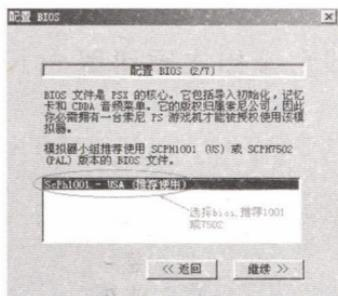 配置 BIOS
配置 BIOS (2/7)
BIOS 文件是 PSX 的核心。它包括导入初始化，记忆
卡和 CDDA 音频菜单。它的版权归属索尼公司，因此
你必需拥有一台索尼 PS 游戏机才能被授权使用该模
拟器。
模拟器小组推荐使用 SCPH1001 (US) 或 SCPH7502
(PAL) 版本的 BIOS 文件。
ScPh1001 - USA (推荐使用)
选择bios,推荐1001
或7502
<< 返回
继续 >>